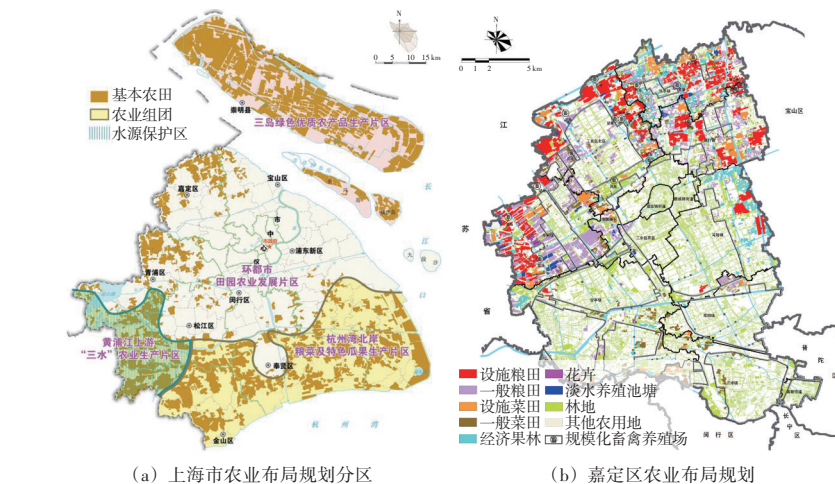 N
0 5 10 15 km
基本农田
农业组团
水源保护区
崇明县
三岛绿色优质农产品生产片区
长
江
口
宝山区
嘉定区
市
中
心
浦东新区
环都市
田园农业发展片区
青浦区
闵行区
松江区
黄浦江上游
“三水”农业生产片区
杭州湾北岸
粮菜及特色瓜果生产片区
奉贤区
金山区
杭 州 湾
(a) 上海市农业布局规划分区
N
0 1 2 5 km
江
苏
省
宝山区
普
陀
区
长
宁
区
闵 行 区
设施粮田
花卉
一般粮田
淡水养殖池塘
设施菜田
林地
一般菜田
其他农用地
经济果林
规模化畜禽养殖场
(b) 嘉定区农业布局规划